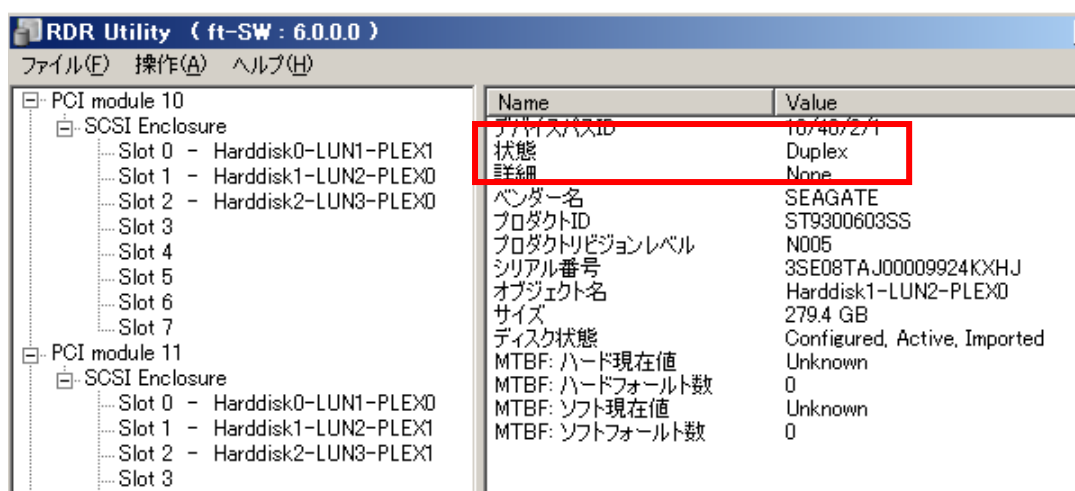 RDR Utility ( ft-SW : 6.0.0.0 )
ファイル(F) 操作(A) ヘルプ(H)
PCI module 10
SCSI Enclosure
Slot 0 - Harddisk0-LUN1-PLEX1
Slot 1 - Harddisk1-LUN2-PLEX0
Slot 2 - Harddisk2-LUN3-PLEX0
Slot 3
Slot 4
Slot 5
Slot 6
Slot 7
PCI module 11
SCSI Enclosure
Slot 0 - Harddisk0-LUN1-PLEX0
Slot 1 - Harddisk1-LUN2-PLEX1
Slot 2 - Harddisk2-LUN3-PLEX1
Slot 3
Name Value
デバイスパスID 10/40/2/1
状態 Duplex
詳細 None
ベンダー名 SEAGATE
プロダクトID ST9300603SS
プロダクトリビジョンレベル N005
シリアル番号 3SE08TAJ00009924KXHJ
オブジェクト名 Harddisk1-LUN2-PLEX0
サイズ 279.4 GB
ディスク状態 Configured, Active, Imported
MTBF: ハード現在値 Unknown
MTBF: ハードフォールト数 0
MTBF: ソフト現在値 Unknown
MTBF: ソフトフォールト数 0